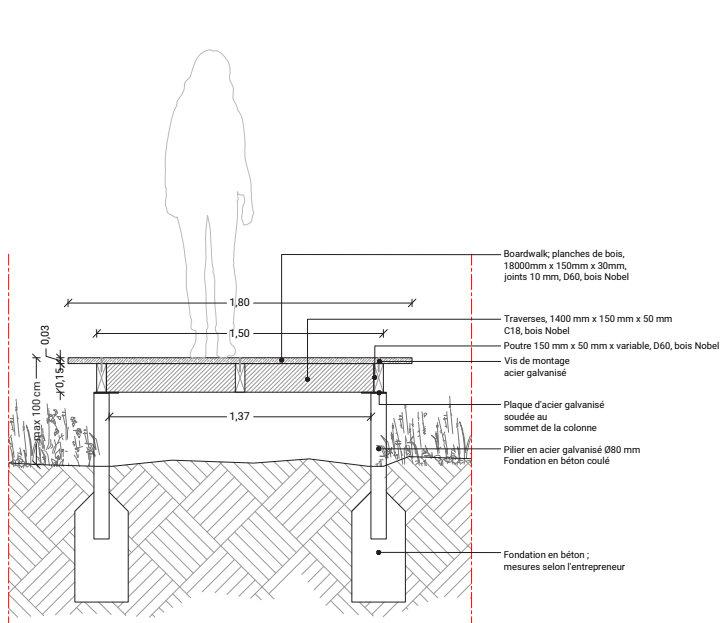 Boardwalk; planches de bois,
18000mm x 150mm x 30mm,
joints 10 mm, D60, bois Nobel
1,80
Traverses, 1400 mm x 150 mm x 50 mm
C18, bois Nobel
1,50
0,03
Poutre 150 mm x 50 mm x variable, D60, bois Nobel
Vis de montage
acier galvanisé
0,15
max 100 cm
Plaque d'acier galvanisé
soudée au
sommet de la colonne
1,37
Pilier en acier galvanisé Ø80 mm
Fondation en béton coulé
Fondation en béton ;
mesures selon l'entrepreneur